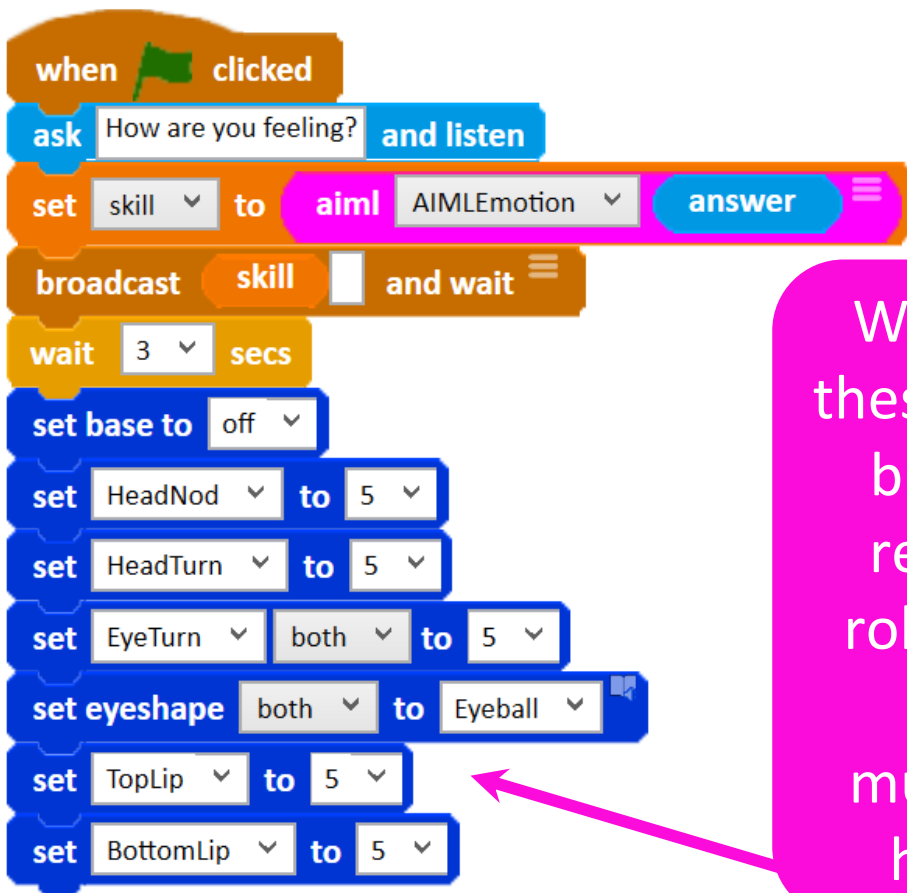 when clicked
ask How are you feeling? and listen
set skill to aiml AIMLEmotion answer
broadcast skill and wait
wait 3 secs
set base to off
set HeadNod to 5
set HeadTurn to 5
set EyeTurn both to 5
set eyeshape both to Eyeball
set TopLip to 5
set BottomLip to 5